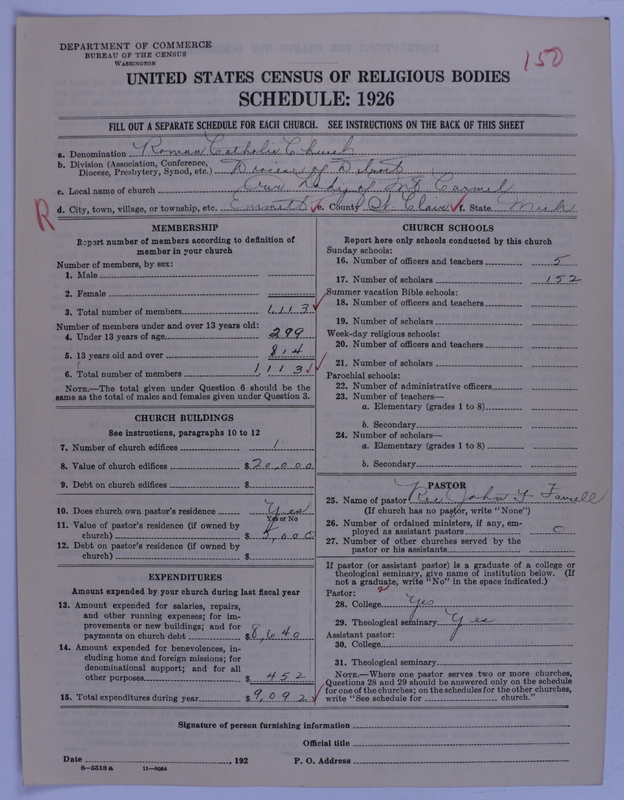 DEPARTMENT OF COMMERCE
BUREAU OF THE CENSUS
WASHINGTON
150
UNITED STATES CENSUS OF RELIGIOUS BODIES
SCHEDULE: 1926
FILL OUT A SEPARATE SCHEDULE FOR EACH CHURCH. SEE INSTRUCTIONS ON THE BACK OF THIS SHEET
a. Denomination Roman Catholic Church
b. Division (Association, Conference, Diocese, Presbytery, Synod, etc.) Diocese of Detroit
c. Local name of church Our Lady of Mt Carmel
R d. City, town, village, or township, etc. Emmett e. County St. Clair f. State Mich
MEMBERSHIP
Report number of members according to definition of
member in your church
Number of members, by sex:
1. Male
2. Female
3. Total number of members 1,113
Number of members under and over 13 years old:
4. Under 13 years of age 299
5. 13 years old and over 814
6. Total number of members 1,113
NOTE.—The total given under Question 6 should be the
same as the total of males and females given under Question 3.
CHURCH BUILDINGS
See instructions, paragraphs 10 to 12
7. Number of church edifices 1
8. Value of church edifices $20,000
9. Debt on church edifices $
10. Does church own pastor's residence Yes
Yes or No
11. Value of pastor's residence (if owned by
church) $5,000
12. Debt on pastor's residence (if owned by
church) $
EXPENDITURES
Amount expended by your church during last fiscal year
13. Amount expended for salaries, repairs,
and other running expenses; for im-
provements or new buildings; and for
payments on church debt $8,640
14. Amount expended for benevolences, in-
cluding home and foreign missions; for
denominational support; and for all
other purposes $452
15. Total expenditures during year $9,092
CHURCH SCHOOLS
Report here only schools conducted by this church
Sunday schools:
16. Number of officers and teachers 5
17. Number of scholars 152
Summer vacation Bible schools:
18. Number of officers and teachers
19. Number of scholars
Week-day religious schools:
20. Number of officers and teachers
21. Number of scholars
Parochial schools:
22. Number of administrative officers
23. Number of teachers—
a. Elementary (grades 1 to 8)
b. Secondary
24. Number of scholars—
a. Elementary (grades 1 to 8)
b. Secondary
PASTOR
25. Name of pastor Rev John F Farrell
(If church has no pastor, write "None")
26. Number of ordained ministers, if any, em-
ployed as assistant pastors 0
27. Number of other churches served by the
pastor or his assistants
If pastor (or assistant pastor) is a graduate of a college or
theological seminary, give name of institution below. (If
not a graduate, write "No" in the space indicated.)
Pastor:
28. College Yes
29. Theological seminary Yes
Assistant pastor:
30. College
31. Theological seminary
NOTE.—Where one pastor serves two or more churches,
Questions 28 and 29 should be answered only on the schedule
for one of the churches; on the schedules for the other churches,
write "See schedule for church."
Signature of person furnishing information
Official title
Date , 192 P. O. Address
8—5518a 11—9064